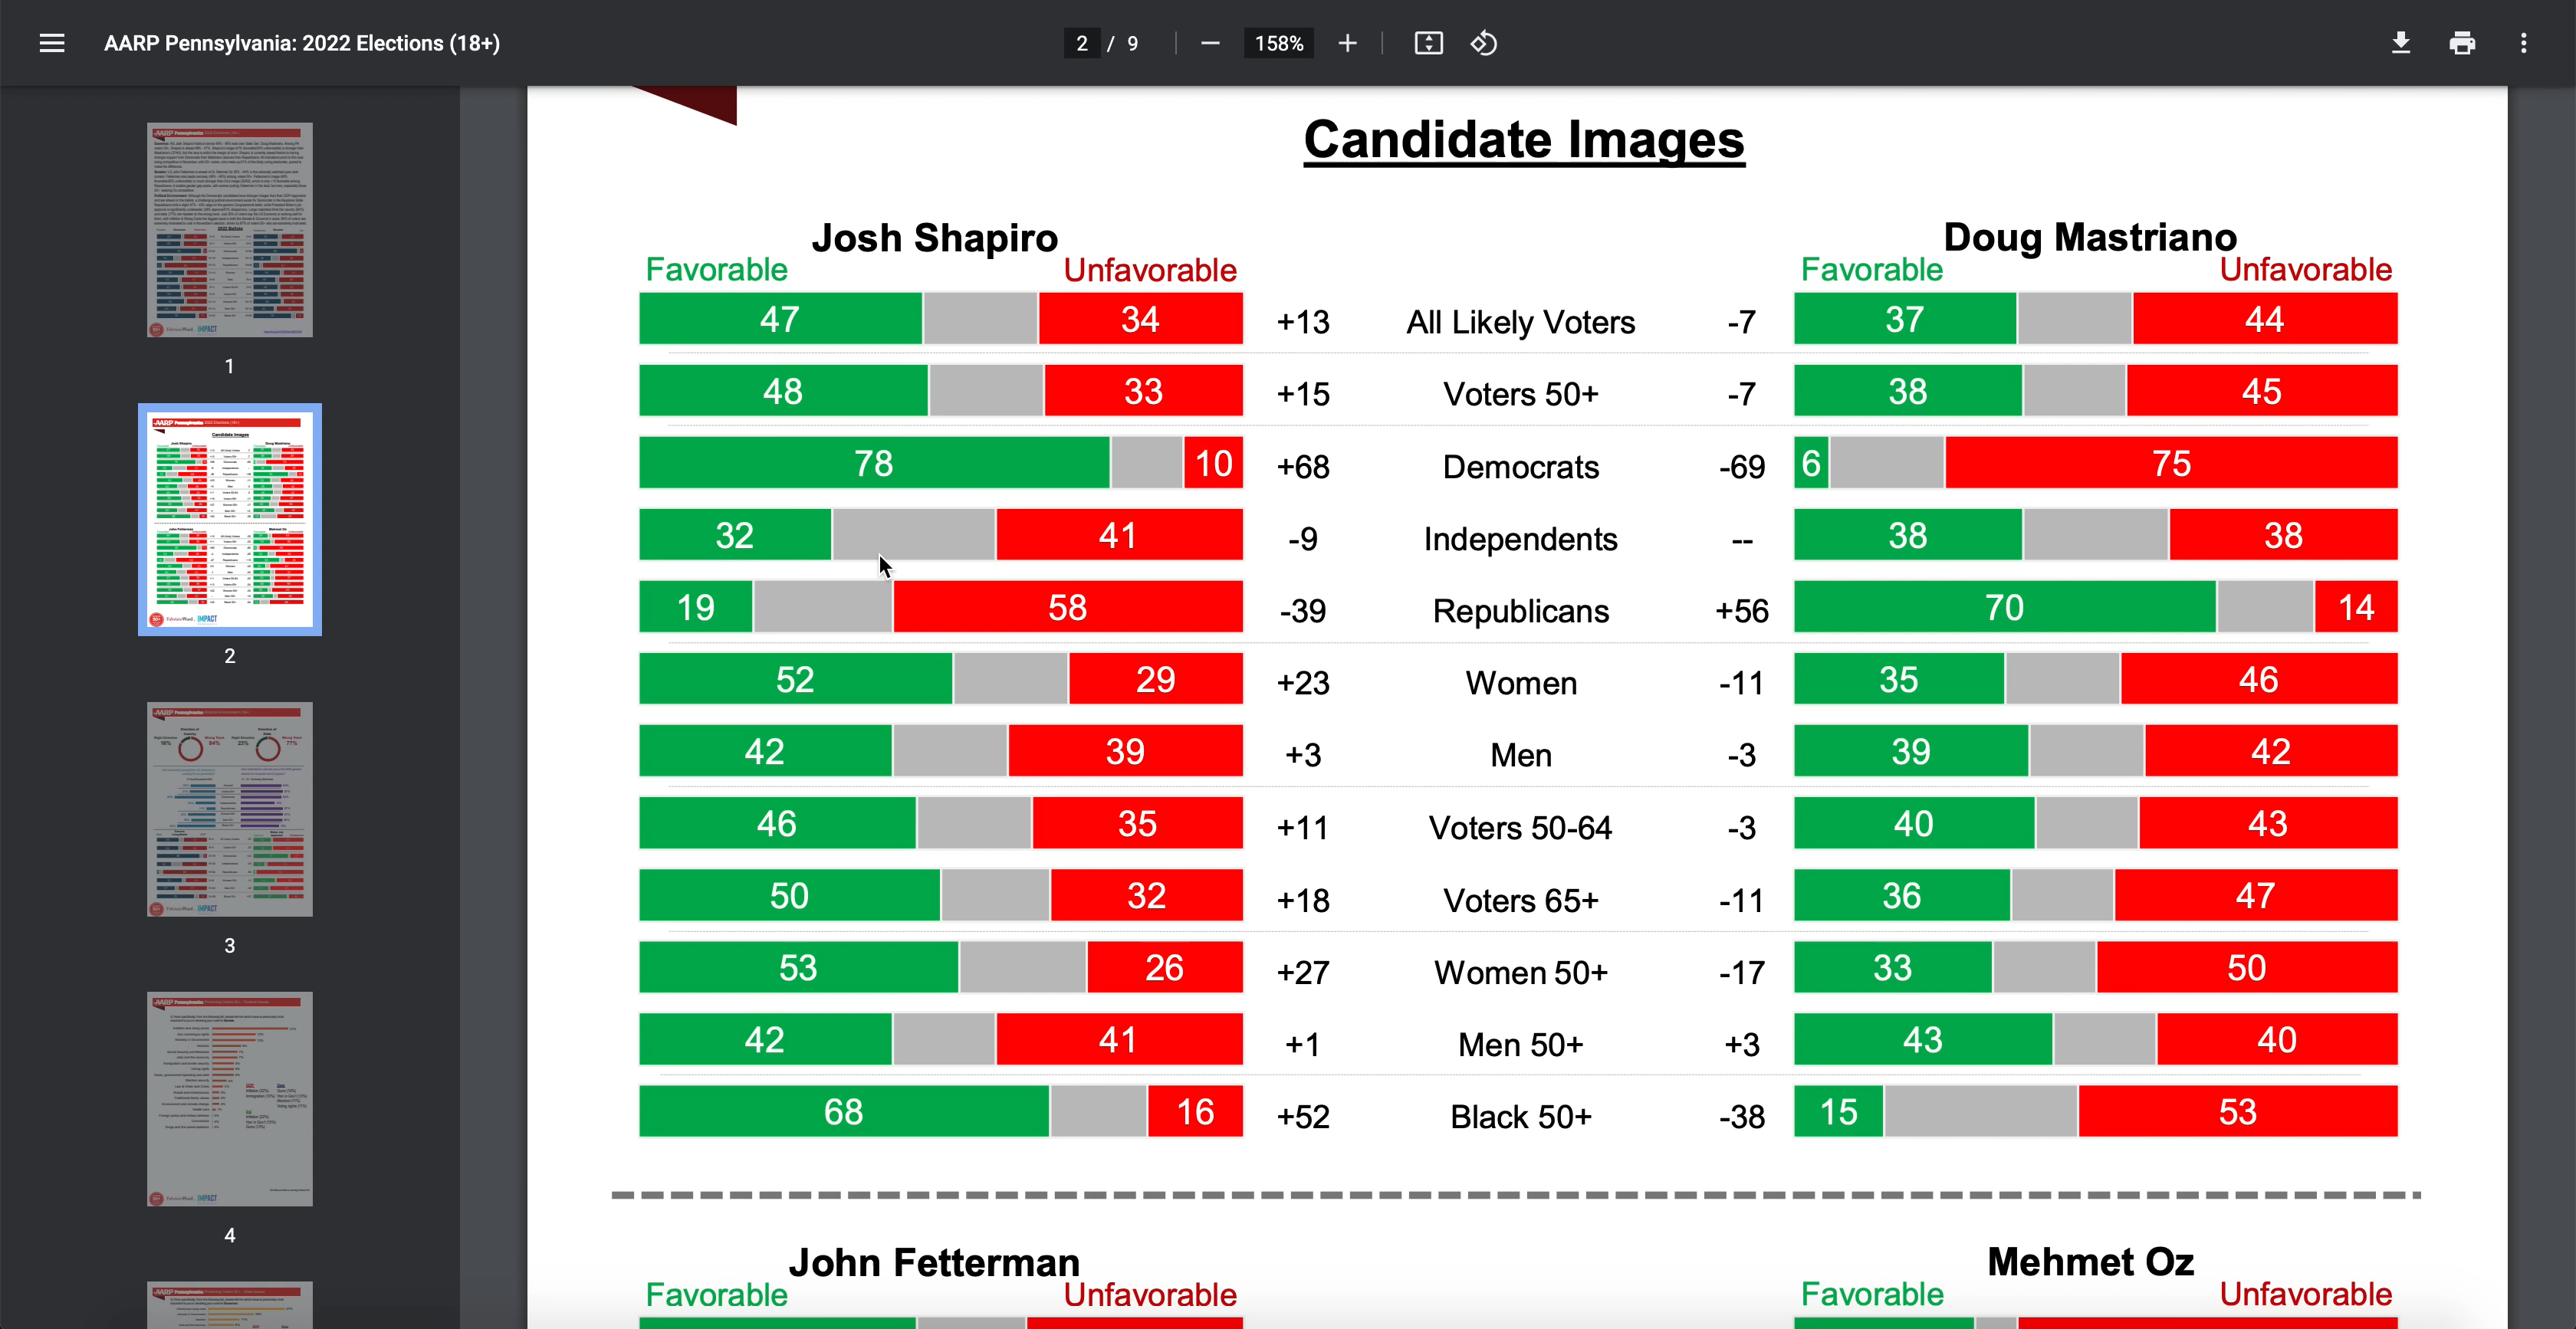 AARP Pennsylvania: 2022 Elections (18+)
2 / 9
158%
1
2
3
4
Candidate Images
Josh Shapiro
Doug Mastriano
Favorable Unfavorable
Favorable Unfavorable
47 34 +13 All Likely Voters -7 37 44
48 33 +15 Voters 50+ -7 38 45
78 10 +68 Democrats -69 6 75
32 41 -9 Independents -- 38 38
19 58 -39 Republicans +56 70 14
52 29 +23 Women -11 35 46
42 39 +3 Men -3 39 42
46 35 +11 Voters 50-64 -3 40 43
50 32 +18 Voters 65+ -11 36 47
53 26 +27 Women 50+ -17 33 50
42 41 +1 Men 50+ +3 43 40
68 16 +52 Black 50+ -38 15 53
John Fetterman
Mehmet Oz
Favorable Unfavorable
Favorable Unfavorable